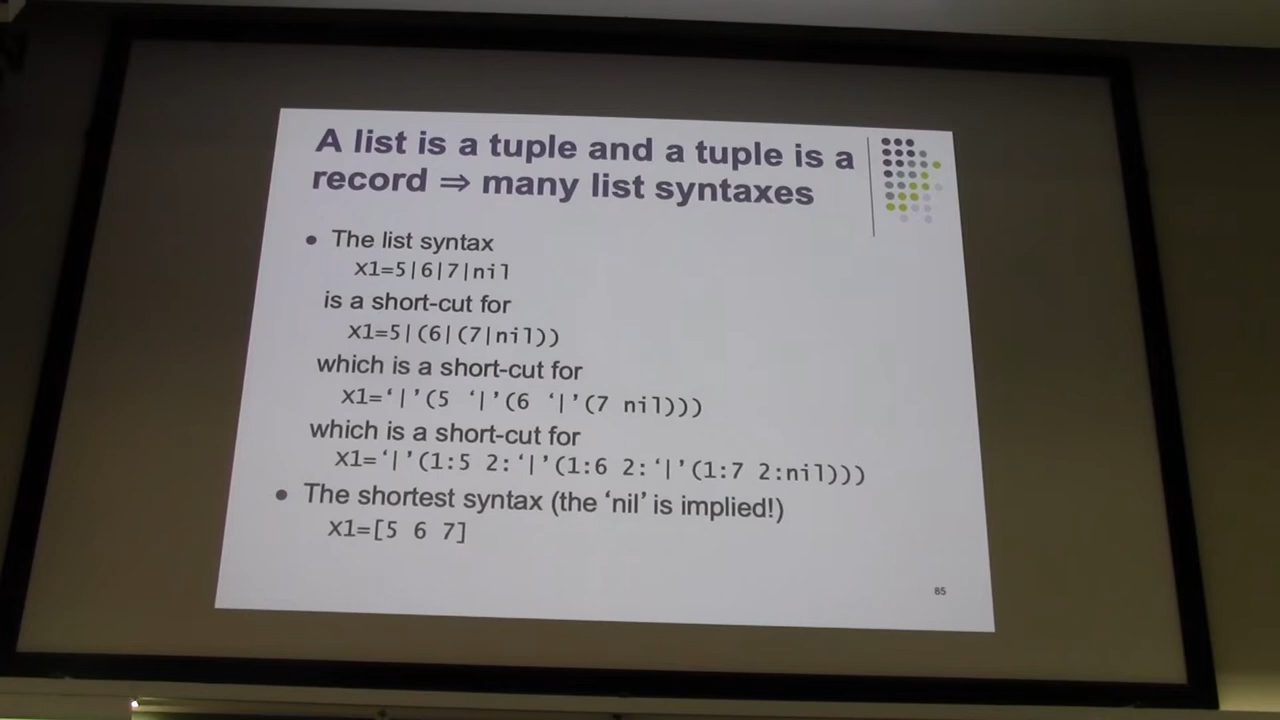 A list is a tuple and a tuple is a
record ⇒ many list syntaxes
● The list syntax
X1=5|6|7|nil
is a short-cut for
X1=5|(6|(7|nil))
which is a short-cut for
X1=‘|’(5 ‘|’(6 ‘|’(7 nil)))
which is a short-cut for
X1=‘|’(1:5 2:‘|’(1:6 2:‘|’(1:7 2:nil)))
● The shortest syntax (the ‘nil’ is implied!)
X1=[5 6 7]
85